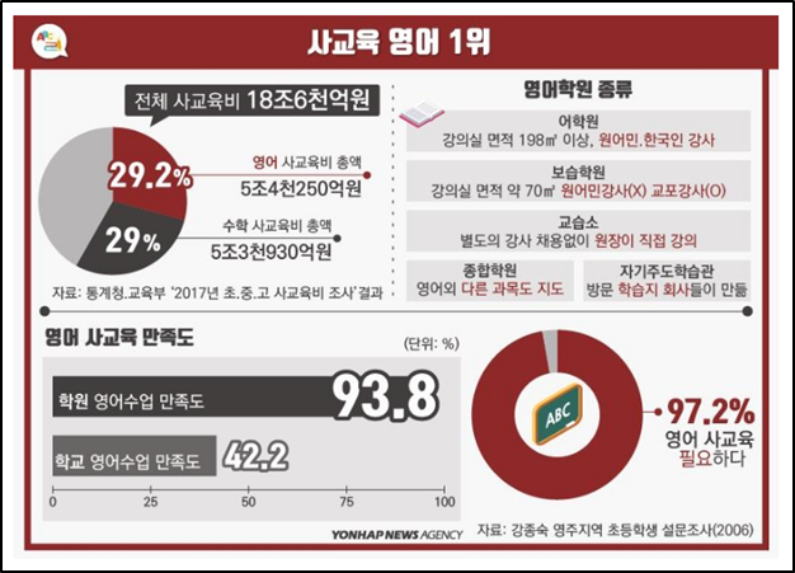 ABC
사교육 영어 1위
전체 사교육비 18조6천억원
29.2%
영어 사교육비 총액
5조4천250억원
29%
수학 사교육비 총액
5조3천930억원
자료: 통계청.교육부 '2017년 초.중.고 사교육비 조사'결과
영어학원 종류
어학원
강의실 면적 198㎡ 이상, 원어민.한국인 강사
보습학원
강의실 면적 약 70㎡ 원어민강사(X) 교포강사(O)
교습소
별도의 강사 채용없이 원장이 직접 강의
종합학원
영어외 다른 과목도 지도
자기주도학습관
방문 학습지 회사들이 만듦
영어 사교육 만족도
(단위: %)
학원 영어수업 만족도
93.8
학교 영어수업 만족도
42.2
0 25 50 75 100
YONHAP NEWS AGENCY
ABC
97.2%
영어 사교육
필요하다
자료: 강종숙 영주지역 초등학생 설문조사(2006)